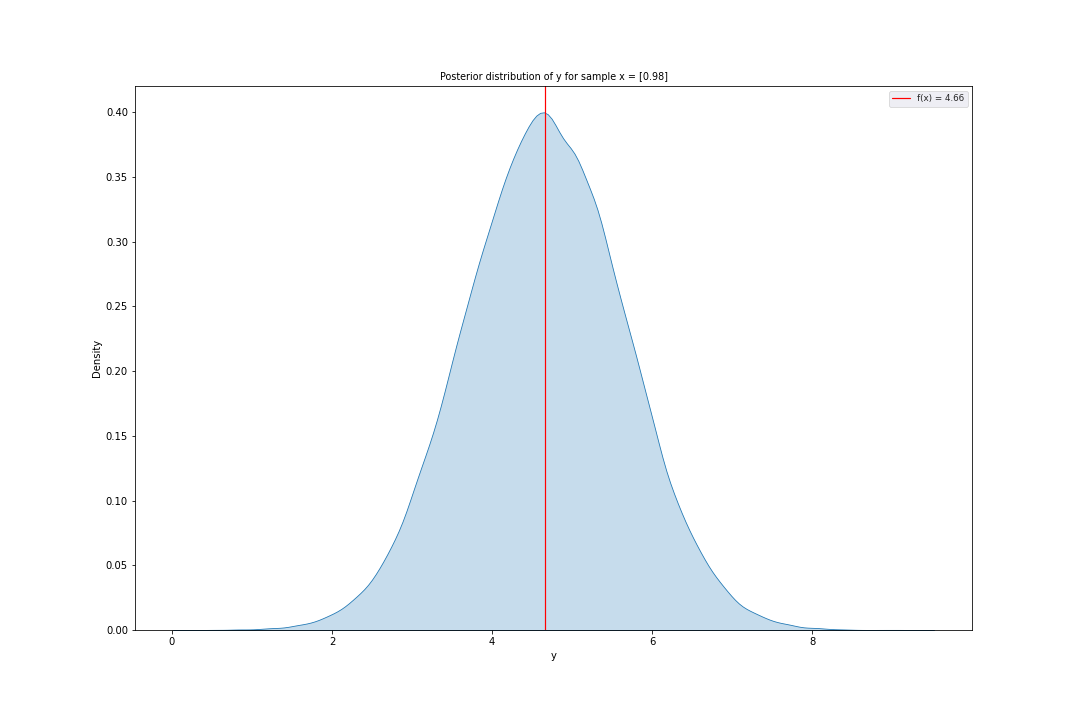 Posterior distribution of y for sample x = [0.98]
f(x) = 4.66
0.40
0.35
0.30
0.25
0.20
0.15
0.10
0.05
0.00
Density
0 2 4 6 8
y